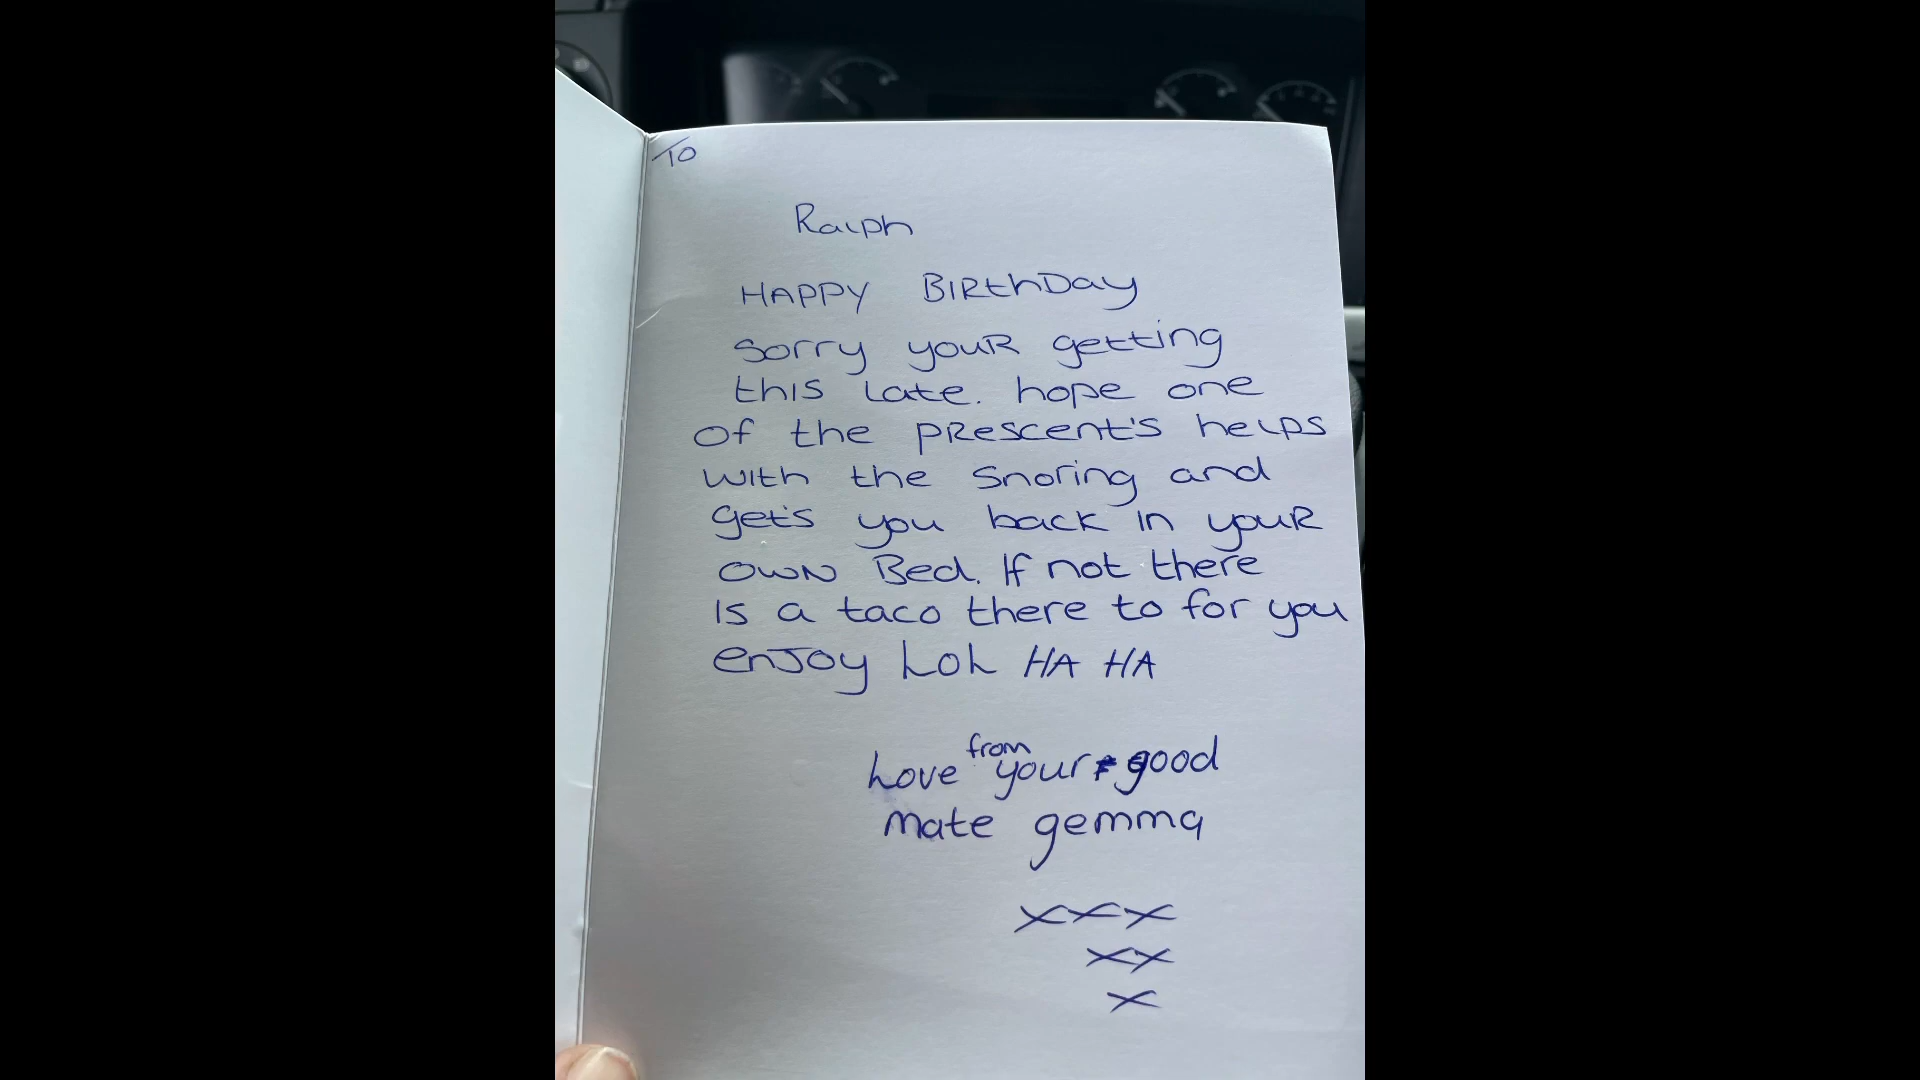 To
Ralph
HAPPY BIRthDay
Sorry youR getting
this Late. hope one
of the PRescent's helps
with the Snoring and
get's you back in youR
OWN Bed. If not there
is a taco there to for you
enJoy LoL HA HA
Love from your good
mate gemma
xxx
xx
x